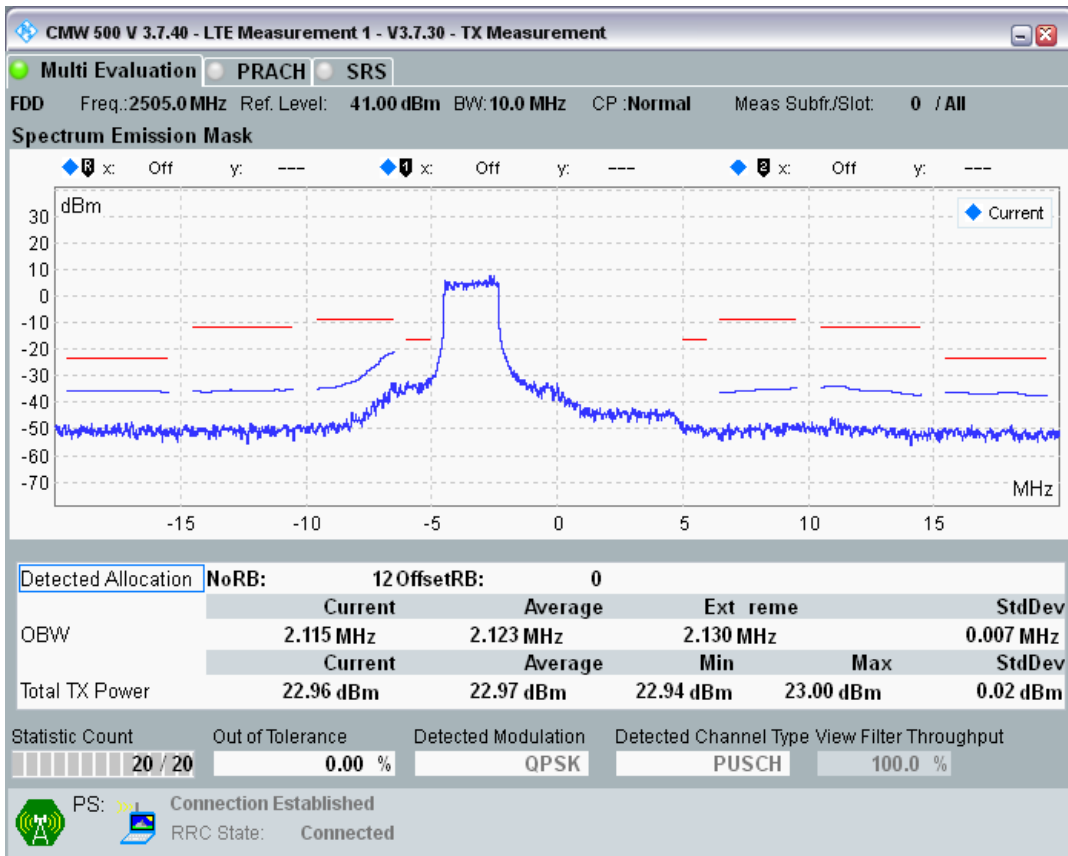 CMW 500 V 3.7.40 - LTE Measurement 1 - V3.7.30 - TX Measurement
Multi Evaluation PRACH SRS
FDD Freq.:2505.0 MHz Ref. Level: 41.00 dBm BW:10.0 MHz CP :Normal Meas Subfr./Slot: 0 / All
Spectrum Emission Mask
R x: Off y: --- 1 x: Off y: --- 2 x: Off y: ---
dBm
Current
30
20
10
0
-10
-20
-30
-40
-50
-60
-70
MHz
-15 -10 -5 0 5 10 15
Detected Allocation NoRB: 12 OffsetRB: 0
Current Average Ext reme StdDev
OBW 2.115 MHz 2.123 MHz 2.130 MHz 0.007 MHz
Current Average Min Max StdDev
Total TX Power 22.96 dBm 22.97 dBm 22.94 dBm 23.00 dBm 0.02 dBm
Statistic Count Out of Tolerance Detected Modulation Detected Channel Type View Filter Throughput
20 / 20 0.00 % QPSK PUSCH 100.0 %
PS: Connection Established
RRC State: Connected